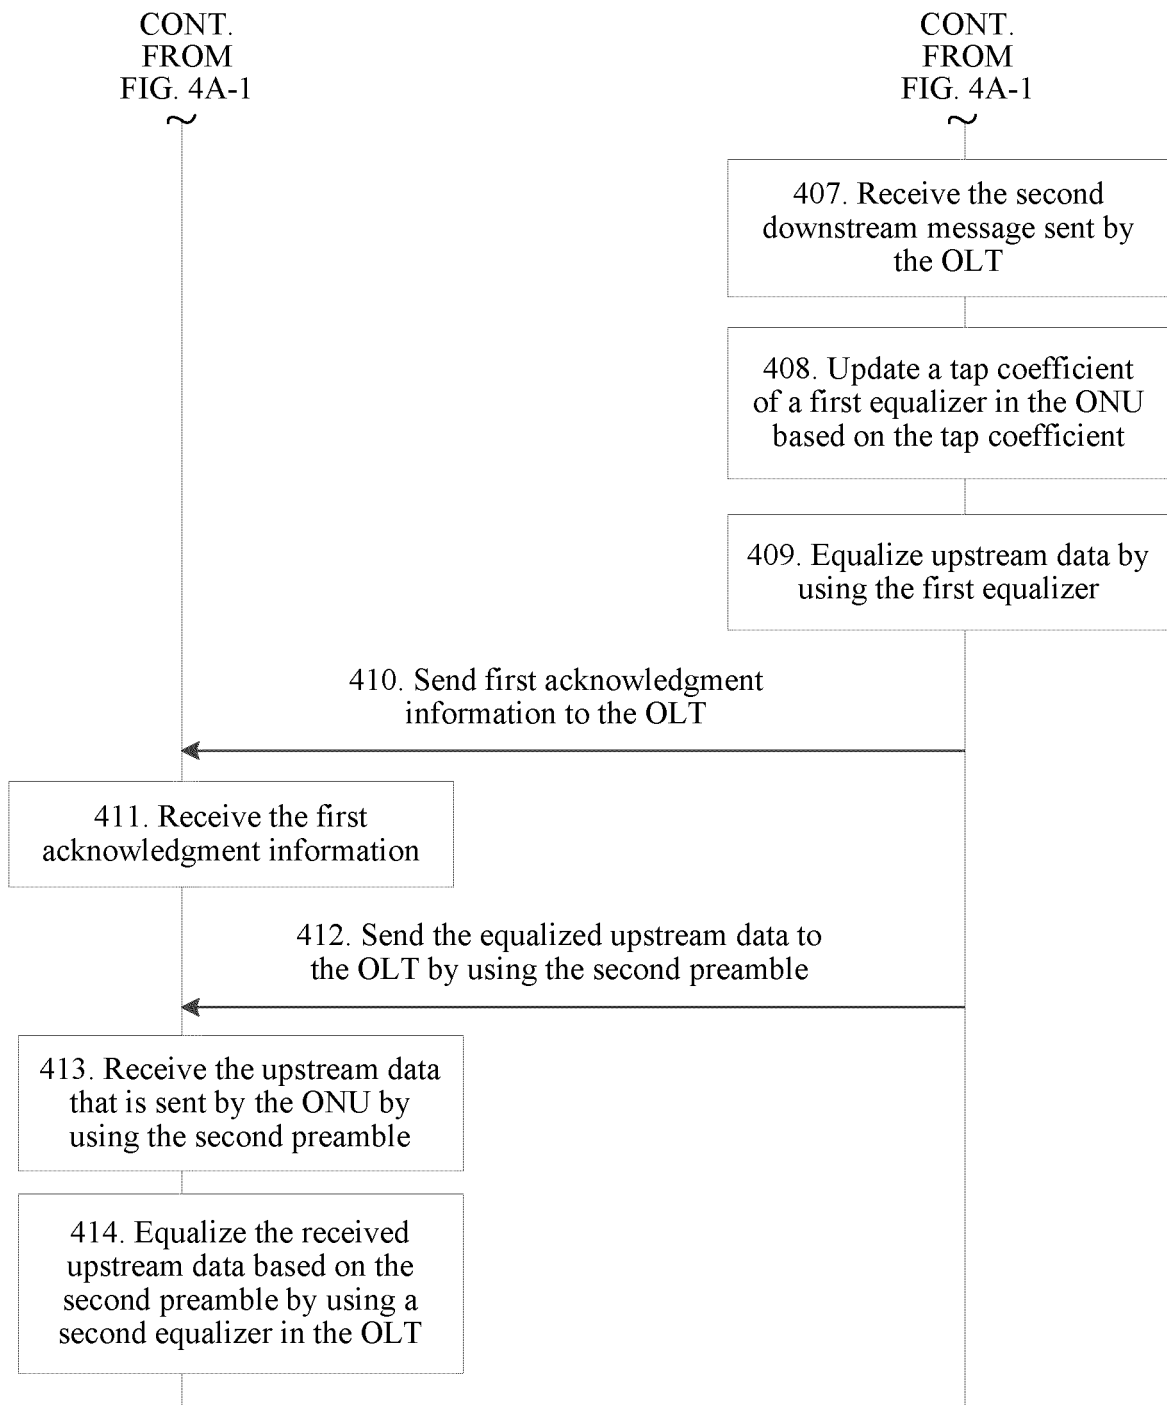 CONT.
FROM
FIG. 4A-1
CONT.
FROM
FIG. 4A-1
407. Receive the second
downstream message sent by
the OLT
408. Update a tap coefficient
of a first equalizer in the ONU
based on the tap coefficient
409. Equalize upstream data by
using the first equalizer
410. Send first acknowledgment
information to the OLT
411. Receive the first
acknowledgment information
412. Send the equalized upstream data to
the OLT by using the second preamble
413. Receive the upstream data
that is sent by the ONU by
using the second preamble
414. Equalize the received
upstream data based on the
second preamble by using a
second equalizer in the OLT